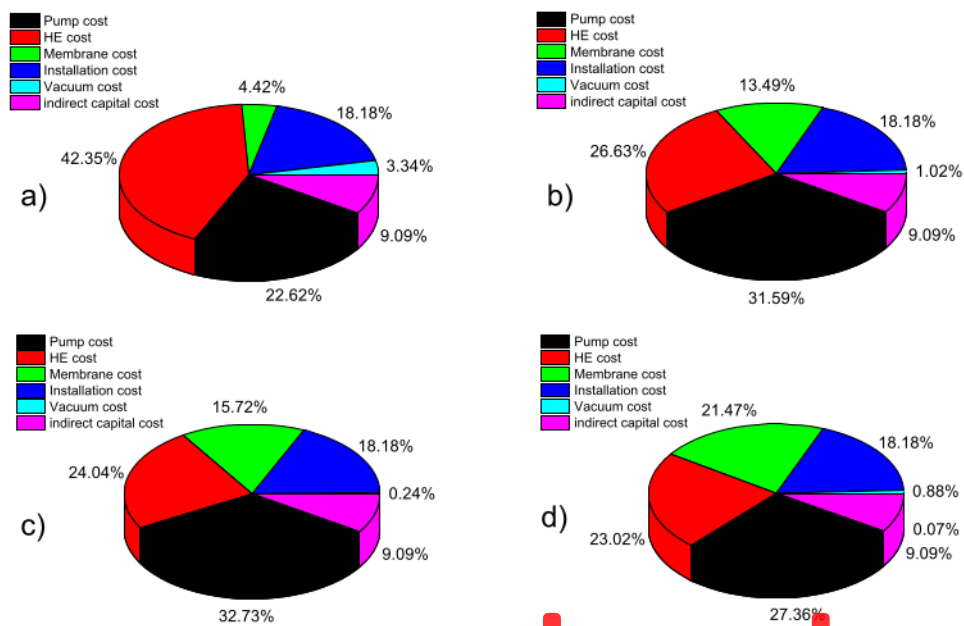 Pump cost
HE cost
Membrane cost
Installation cost
Vacuum cost
indirect capital cost
4.42%
18.18%
42.35%
3.34%
a)
9.09%
22.62%
Pump cost
HE cost
Membrane cost
Installation cost
Vacuum cost
indirect capital cost
13.49%
18.18%
26.63%
1.02%
b)
9.09%
31.59%
Pump cost
HE cost
Membrane cost
Installation cost
Vacuum cost
indirect capital cost
15.72%
18.18%
24.04%
0.24%
c)
9.09%
32.73%
Pump cost
HE cost
Membrane cost
Installation cost
Vacuum cost
indirect capital cost
21.47%
18.18%
0.88%
d)
0.07%
23.02%
9.09%
27.36%